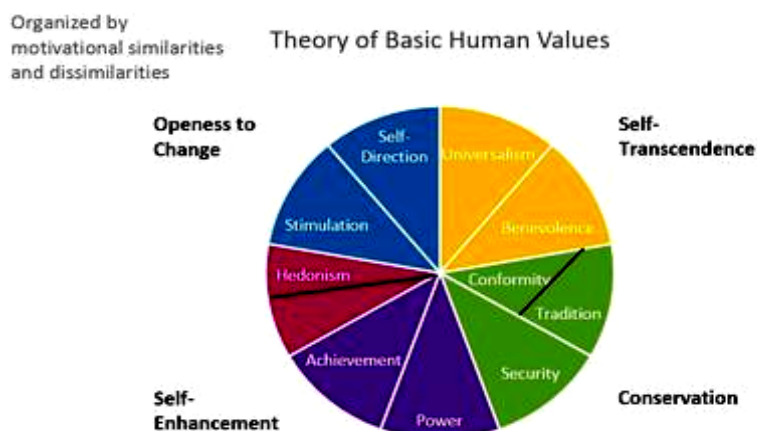 Organized by
motivational similarities
and dissimilarities
Theory of Basic Human Values
Openess to
Change
Self-
Transcendence
Self-
Direction
Universalism
Stimulation
Benevolence
Hedonism
Conformity
Tradition
Achievement
Security
Power
Self-
Enhancement
Conservation